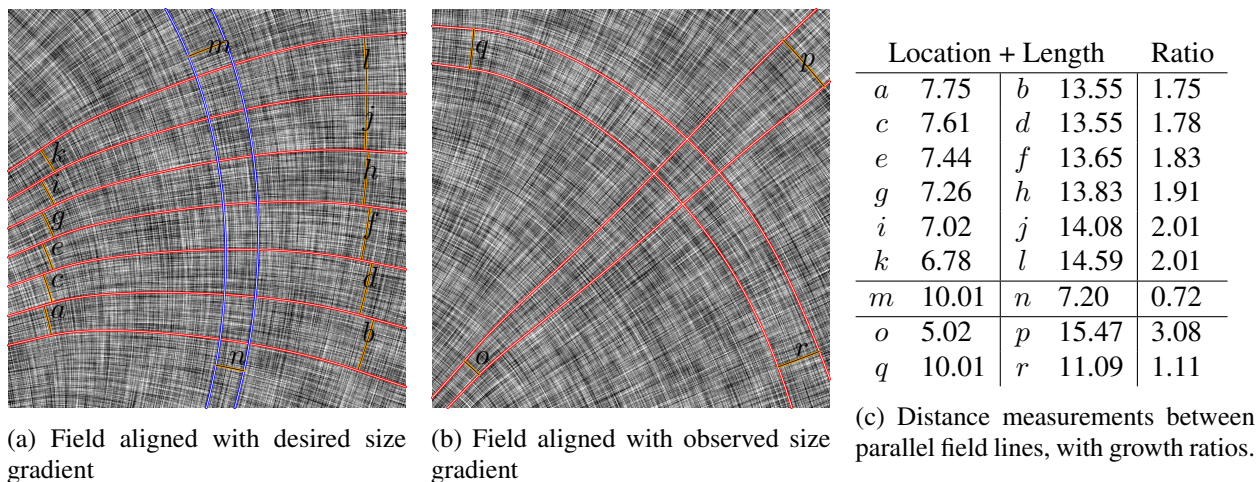 m
l
j
k
h
i
g
f
e
c
d
a
b
n
q
p
o
r
Location + Length Ratio
a 7.75 b 13.55 1.75
c 7.61 d 13.55 1.78
e 7.44 f 13.65 1.83
g 7.26 h 13.83 1.91
i 7.02 j 14.08 2.01
k 6.78 l 14.59 2.01
m 10.01 n 7.20 0.72
o 5.02 p 15.47 3.08
q 10.01 r 11.09 1.11
(a) Field aligned with desired size
gradient
(b) Field aligned with observed size
gradient
(c) Distance measurements between
parallel field lines, with growth ratios.